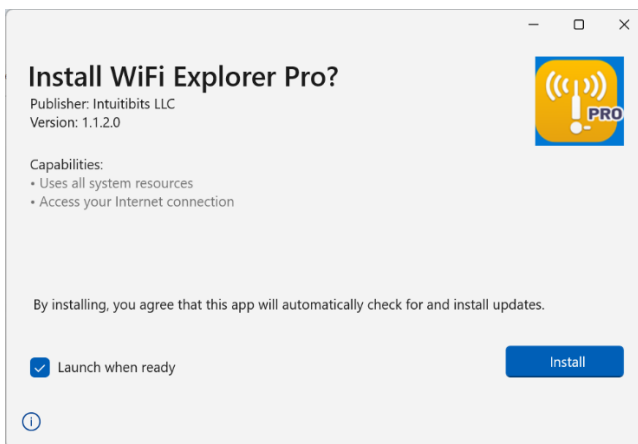 Install WiFi Explorer Pro?
Publisher: Intuitibits LLC
Version: 1.1.2.0
PRO
Capabilities:
• Uses all system resources
• Access your Internet connection
By installing, you agree that this app will automatically check for and install updates.
Launch when ready
Install